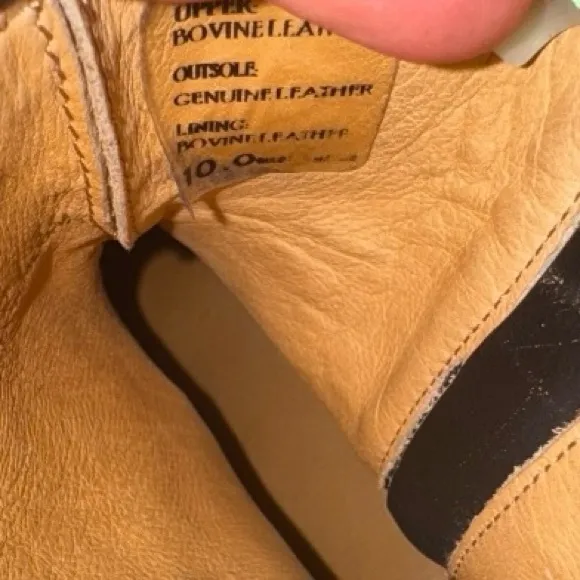 UPPER:
BOVINE LEATH
OUTSOLE
GENUINE LEATHER
LINING:
BOVINE LEATHER
10.0